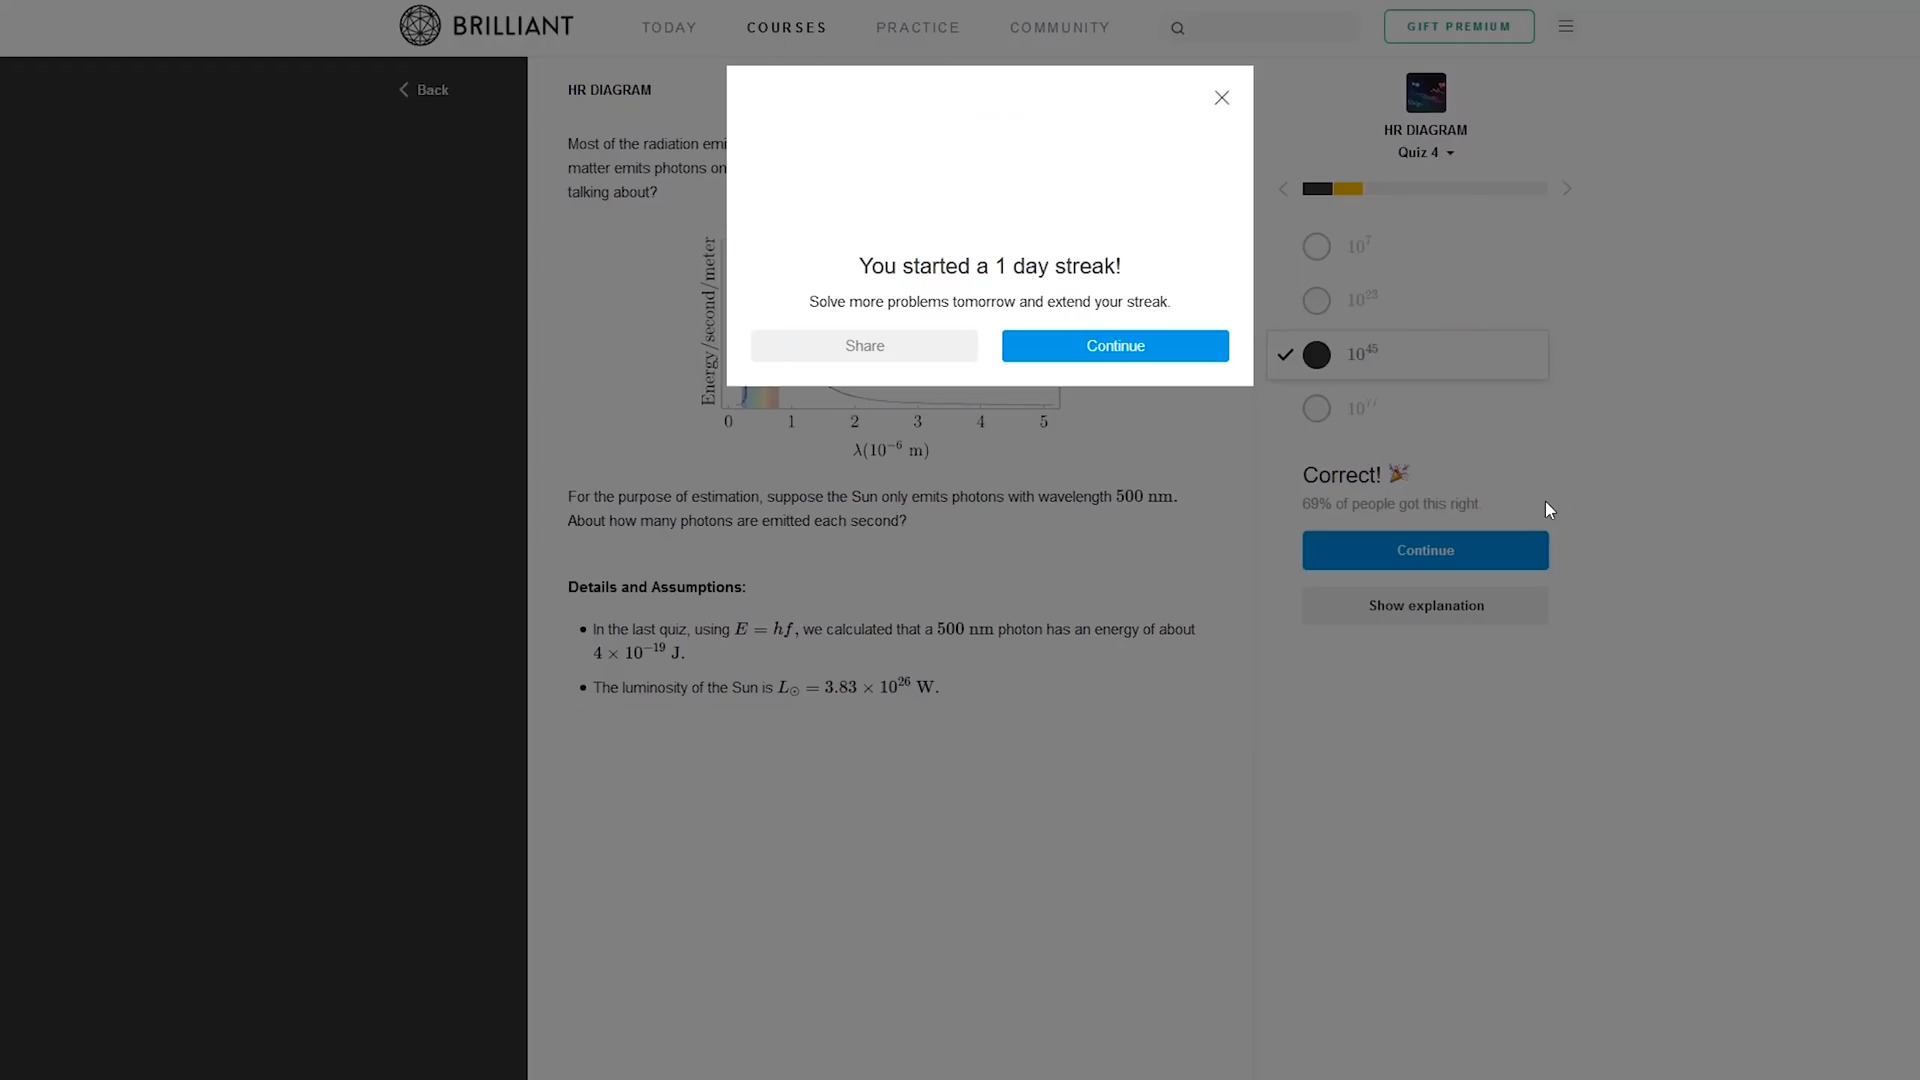 BRILLIANT
TODAY
COURSES
PRACTICE
COMMUNITY
GIFT PREMIUM
Back
HR DIAGRAM
Most of the radiation emi
matter emits photons on
talking about?
You started a 1 day streak!
Solve more problems tomorrow and extend your streak.
Share
Continue
Energy/second/meter
0 1 2 3 4 5
λ(10⁻⁶ m)
For the purpose of estimation, suppose the Sun only emits photons with wavelength 500 nm.
About how many photons are emitted each second?
Details and Assumptions:
• In the last quiz, using E = hf, we calculated that a 500 nm photon has an energy of about
4 × 10⁻¹⁹ J.
• The luminosity of the Sun is L☉ = 3.83 × 10²⁶ W.
HR DIAGRAM
Quiz 4
10⁷
10²³
10⁴⁵
10⁷⁷
Correct! 🎉
69% of people got this right.
Continue
Show explanation